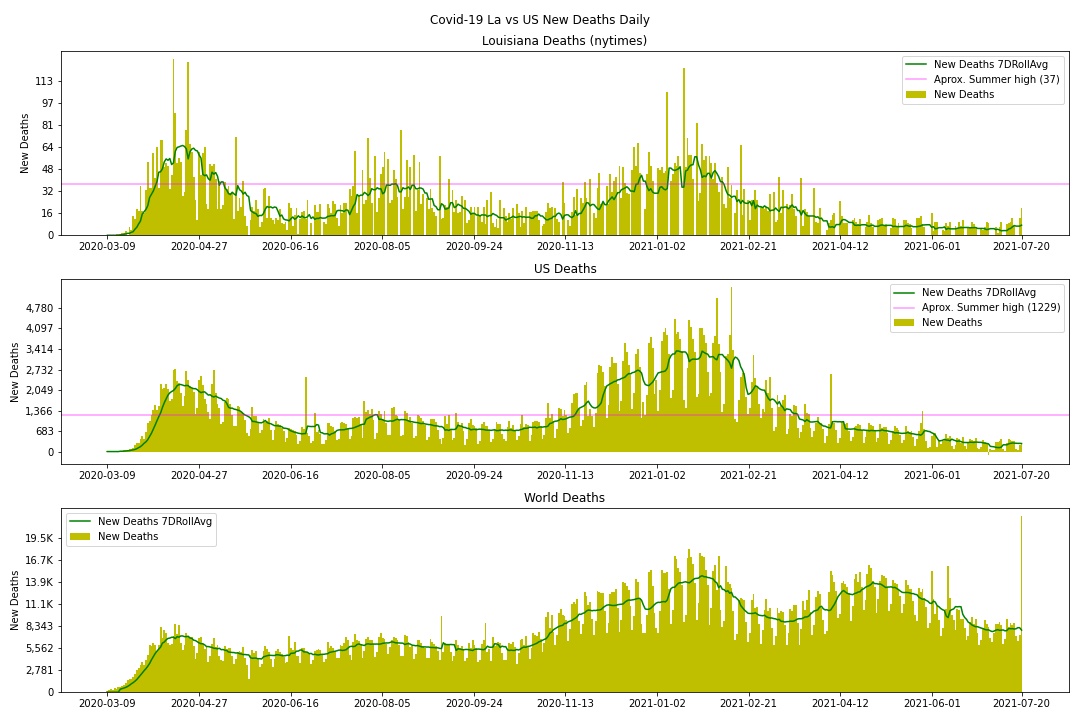 Covid-19 La vs US New Deaths Daily
Louisiana Deaths (nytimes)
New Deaths
113
97
81
64
48
32
16
0
New Deaths 7DRollAvg
Aprox. Summer high (37)
New Deaths
2020-03-09 2020-04-27 2020-06-16 2020-08-05 2020-09-24 2020-11-13 2021-01-02 2021-02-21 2021-04-12 2021-06-01 2021-07-20
US Deaths
New Deaths
4,780
4,097
3,414
2,732
2,049
1,366
683
0
New Deaths 7DRollAvg
Aprox. Summer high (1229)
New Deaths
2020-03-09 2020-04-27 2020-06-16 2020-08-05 2020-09-24 2020-11-13 2021-01-02 2021-02-21 2021-04-12 2021-06-01 2021-07-20
World Deaths
New Deaths
19.5K
16.7K
13.9K
11.1K
8,343
5,562
2,781
0
New Deaths 7DRollAvg
New Deaths
2020-03-09 2020-04-27 2020-06-16 2020-08-05 2020-09-24 2020-11-13 2021-01-02 2021-02-21 2021-04-12 2021-06-01 2021-07-20